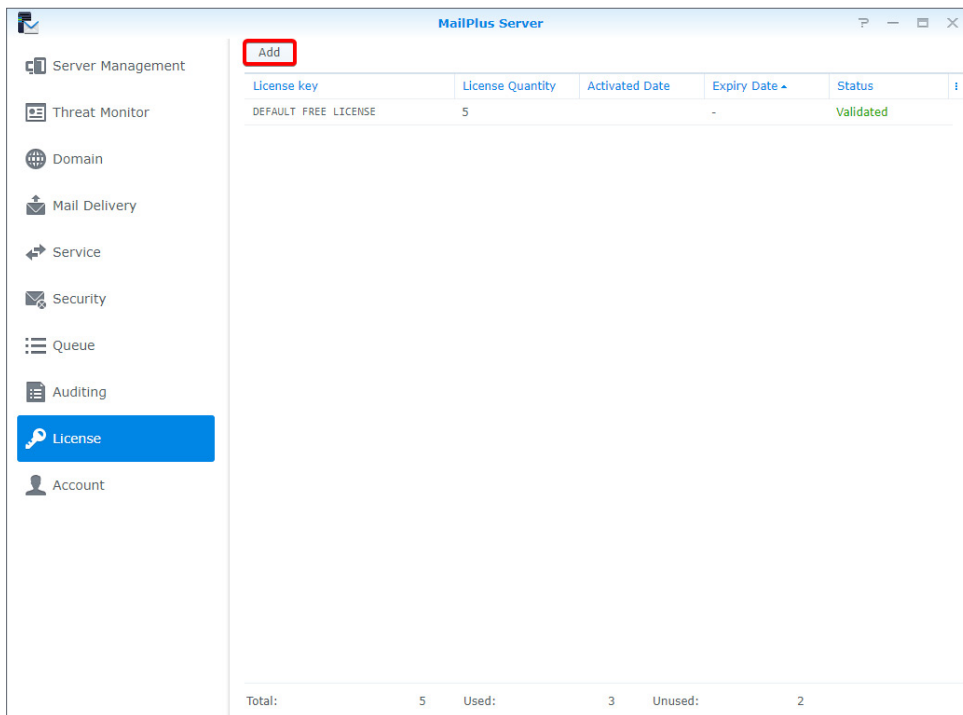 MailPlus Server
Server Management
Threat Monitor
Domain
Mail Delivery
Service
Security
Queue
Auditing
License
Account
Add
License key License Quantity Activated Date Expiry Date Status
DEFAULT FREE LICENSE 5 - Validated
Total: 5 Used: 3 Unused: 2